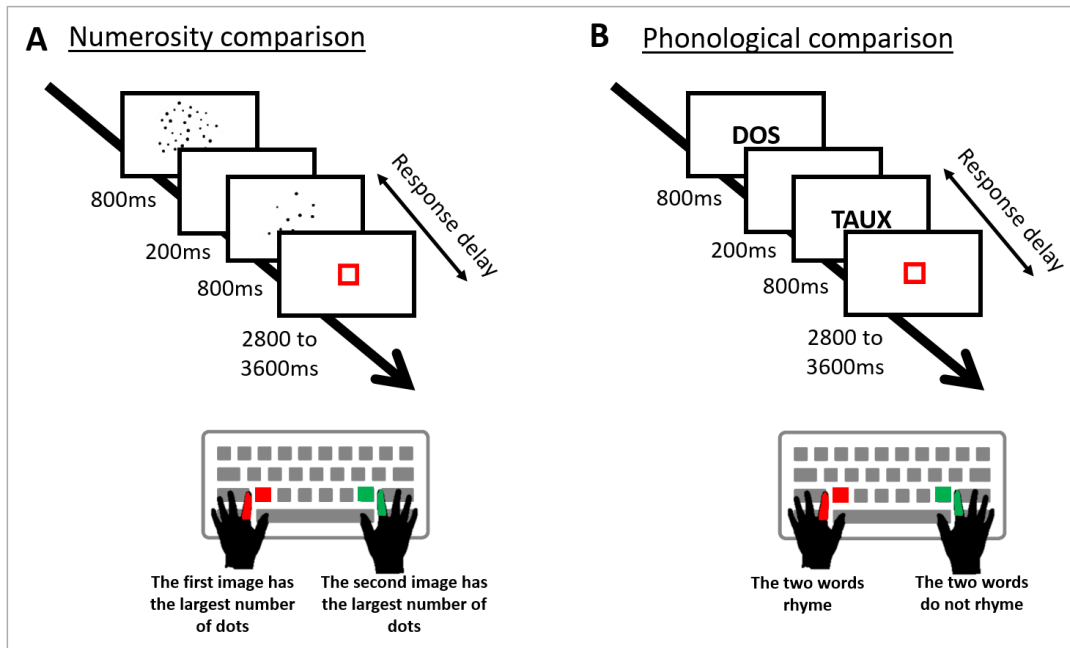 A Numerosity comparison
800ms
200ms
800ms
2800 to
3600ms
Response delay
The first image has
the largest number
of dots
The second image has
the largest number of
dots
B Phonological comparison
DOS
TAUX
800ms
200ms
800ms
2800 to
3600ms
Response delay
The two words
rhyme
The two words
do not rhyme